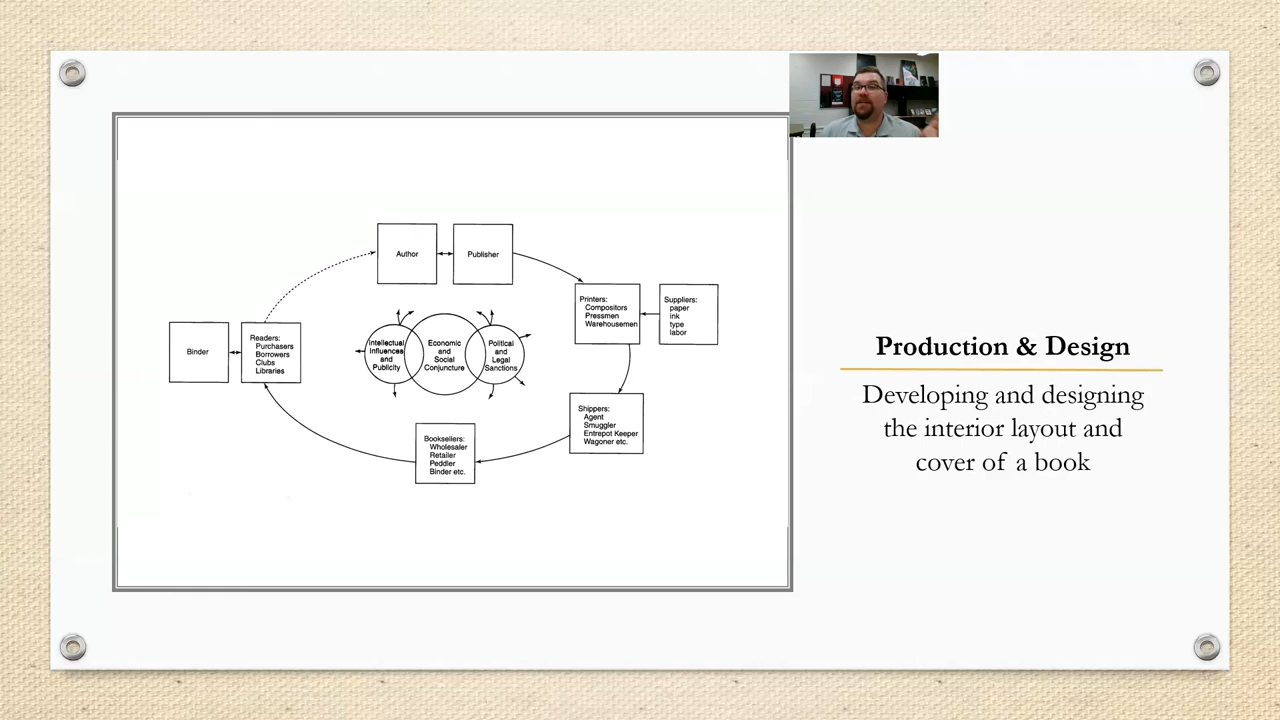 Author
Publisher
Printers:
Compositors
Pressmen
Warehousemen
Suppliers:
paper
ink
type
labor
Binder
Readers:
Purchasers
Borrowers
Clubs
Libraries
Intellectual
Influences
and
Publicity
Economic
and
Social
Conjuncture
Political
and
Legal
Sanctions
Shippers:
Agent
Smuggler
Entrepot Keeper
Wagoner etc.
Booksellers:
Wholesaler
Retailer
Peddler
Binder etc.
Production & Design
Developing and designing
the interior layout and
cover of a book